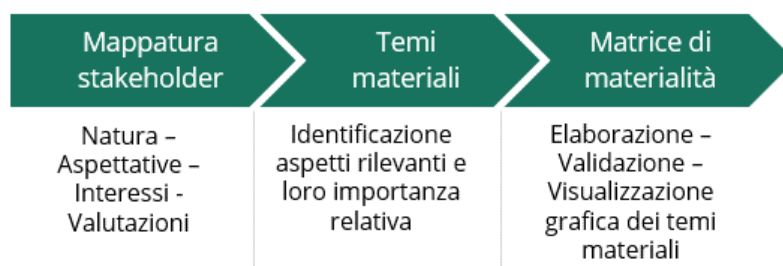 Mappatura
stakeholder
Temi
materiali
Matrice di
materialità
Natura –
Aspettative –
Interessi -
Valutazioni
Identificazione
aspetti rilevanti e
loro importanza
relativa
Elaborazione –
Validazione –
Visualizzazione
grafica dei temi
materiali